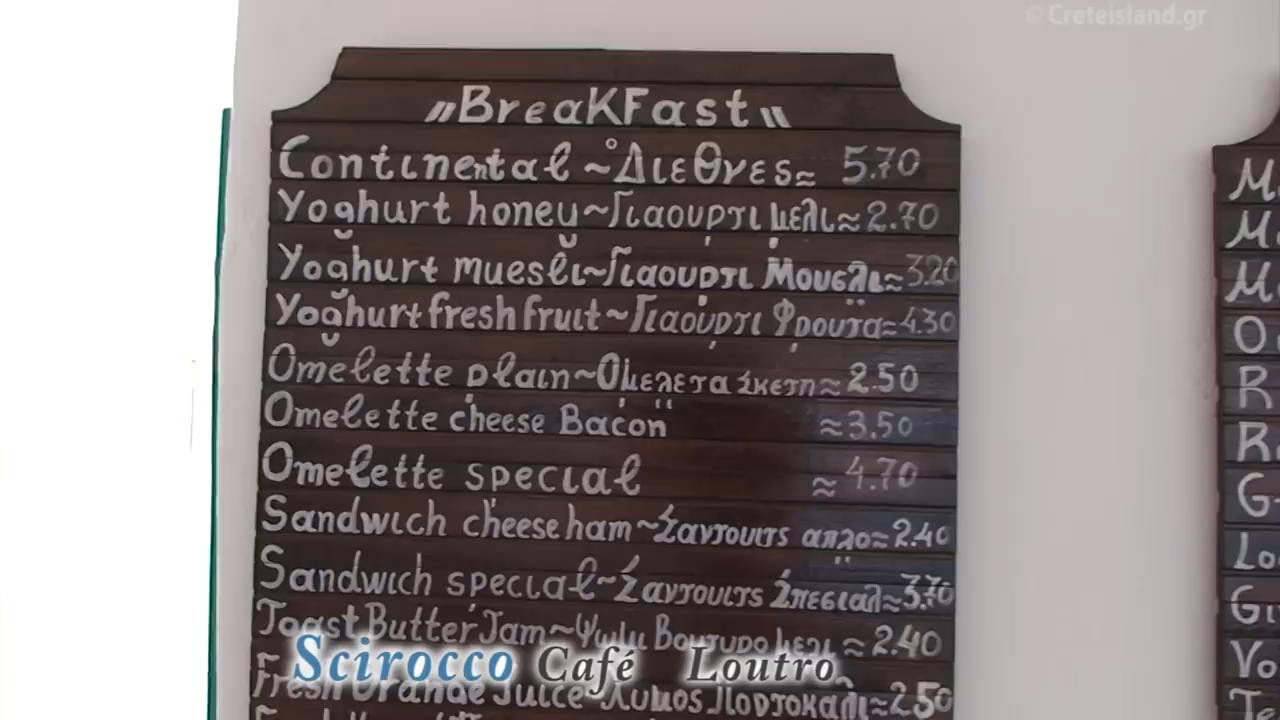 © Creteisland.gr
"BreaKFast"
Continental ~ Διεθνες ≈ 5.70
Yoghurt honey ~ Γιαουρτι μελι ≈ 2.70
Yoghurt muesli ~ Γιαουρτι Μουσλι ≈ 3.20
Yoghurt fresh fruit ~ Γιαουρτι Φρουτα ≈ 4.30
Omelette plain ~ Ομελετα Σκετη ≈ 2.50
Omelette cheese Bacon ≈ 3.50
Omelette special ≈ 4.70
Sandwich cheese ham ~ Σαντουιτς απλο ≈ 2.40
Sandwich special ~ Σαντουιτς Σπεσιαλ ≈ 3.70
Toast Butter Jam ~ Ψωμι Βουτυρο μελι ≈ 2.40
Scirocco Café Loutro
Fresh Orange Juice ~ Χυμος Πορτοκαλι ≈ 2.50
M
M
M
O
R
R
G
Lo
G
Vo
Te